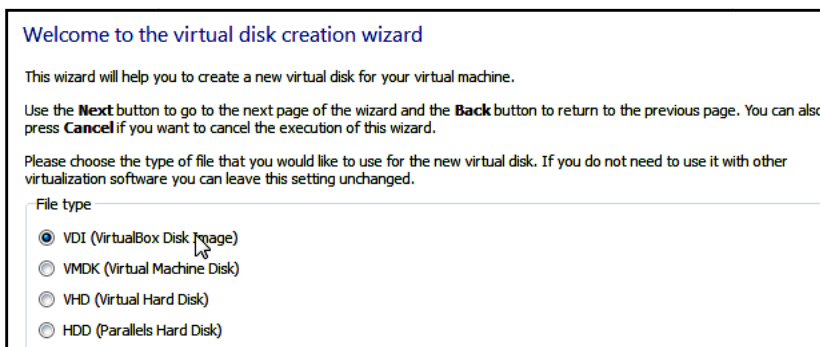 Welcome to the virtual disk creation wizard
This wizard will help you to create a new virtual disk for your virtual machine.
Use the Next button to go to the next page of the wizard and the Back button to return to the previous page. You can also
press Cancel if you want to cancel the execution of this wizard.
Please choose the type of file that you would like to use for the new virtual disk. If you do not need to use it with other
virtualization software you can leave this setting unchanged.
File type
VDI (VirtualBox Disk Image)
VMDK (Virtual Machine Disk)
VHD (Virtual Hard Disk)
HDD (Parallels Hard Disk)